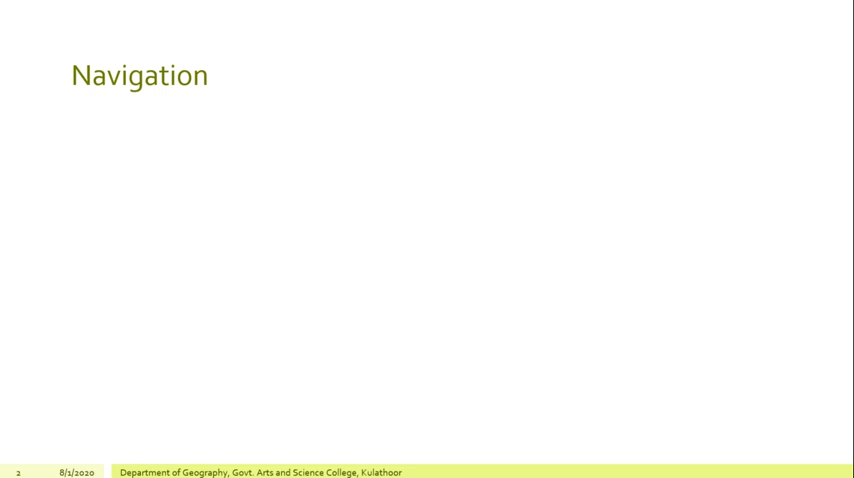 Navigation
2 8/1/2020 Department of Geography, Govt. Arts and Science College, Kulathoor